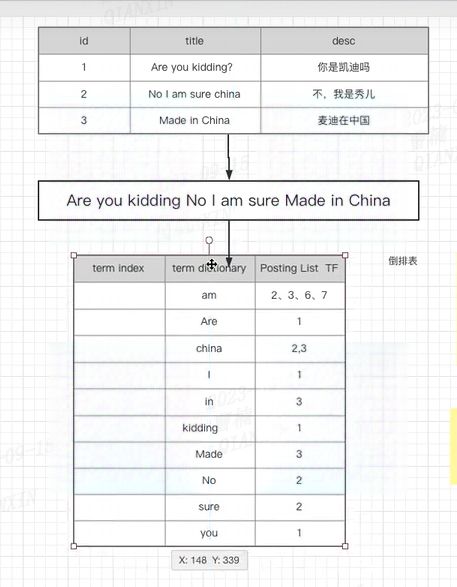 id title desc
1 Are you kidding? 你是凯迪吗
2 No I am sure china 不，我是秀儿
3 Made in China 麦迪在中国
Are you kidding No I am sure Made in China
倒排表
term index term dictionary Posting List TF
am 2、3、6、7
Are 1
china 2,3
I 1
in 3
kidding 1
Made 3
No 2
sure 2
you 1
X: 148 Y: 339